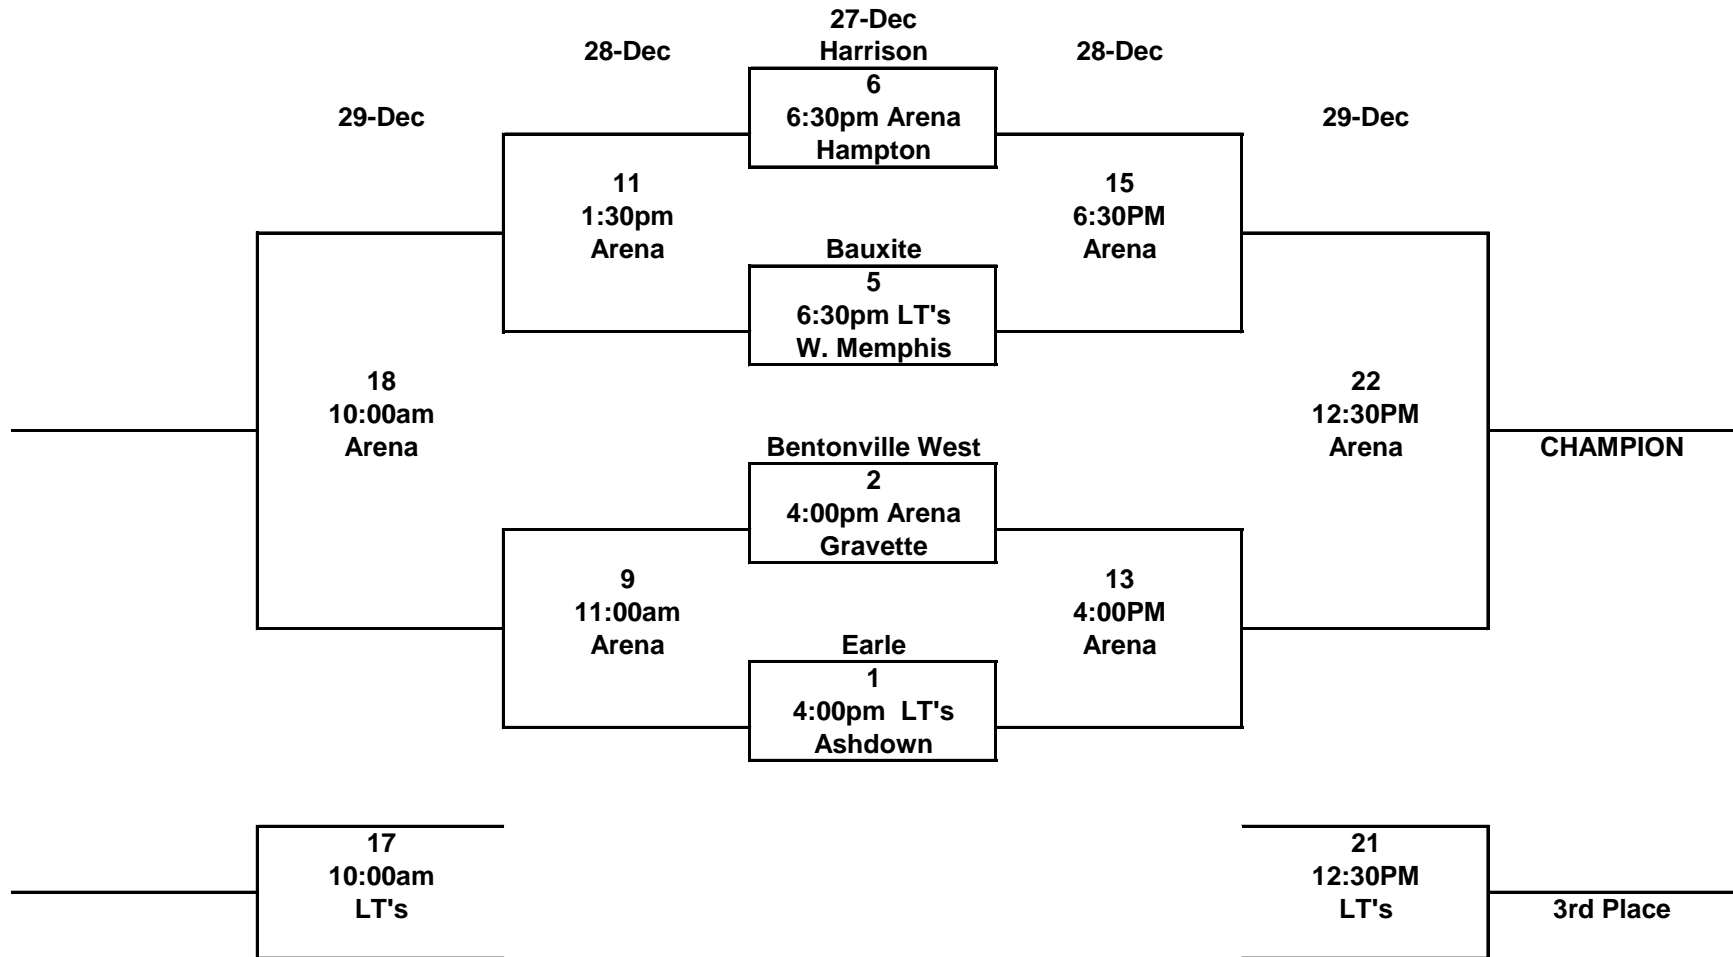 27-Dec
28-Dec
Harrison
28-Dec
6
29-Dec
6:30pm Arena
29-Dec
Hampton
11
1:30pm
Arena
15
6:30PM
Arena
Bauxite
5
6:30pm LT's
W. Memphis
18
10:00am
Arena
22
12:30PM
Arena
CHAMPION
Bentonville West
2
4:00pm Arena
Gravette
9
11:00am
Arena
13
4:00PM
Arena
Earle
1
4:00pm  LT's
Ashdown
17
10:00am
LT's
21
12:30PM
LT's
3rd Place